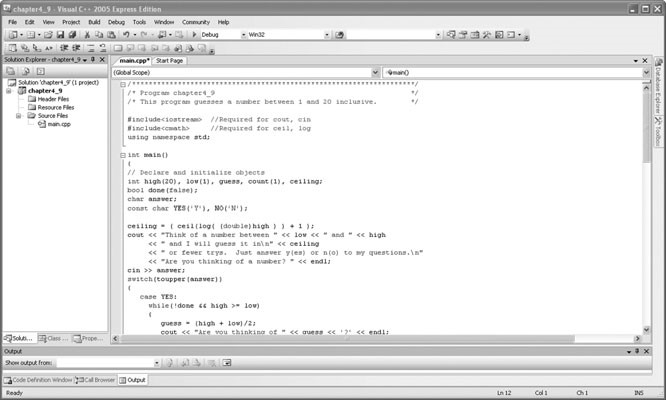 chapter4_9 - Visual C++ 2005 Express Edition
File Edit View Project Build Debug Tools Window Community Help
Debug Win32
Solution Explorer - chapter4_9
main.cpp* Start Page
(Global Scope) main()
Solution 'chapter4_9' (1 project)
chapter4_9
Header Files
Resource Files
Source Files
main.cpp
/*******************************************************************/
/* Program chapter4_9 */
/* This program guesses a number between 1 and 20 inclusive. */
#include<iostream> //Required for cout, cin
#include<cmath> //Required for ceil, log
using namespace std;
int main()
{
// Declare and initialize objects
int high(20), low(1), guess, count(1), ceiling;
bool done(false);
char answer;
const char YES('Y'), NO('N');
ceiling = ( ceil(log( (double)high ) ) + 1 );
cout << "Think of a number between " << low << " and " << high
<< " and I will guess it in\n" << ceiling
<< " or fewer trys.  Just answer y(es) or n(o) to my questions.\n"
<< "Are you thinking of a number? " << endl;
cin >> answer;
switch(toupper(answer))
{
case YES:
while(!done && high >= low)
{
guess = (high + low)/2;
cout << "Are you thinking of " << guess << '?' << endl;
Database Explorer
Toolbox
Soluti... Class ... Prope...
Output
Show output from:
Code Definition Window Call Browser Output
Ready Ln 12 Col 1 Ch 1 INS